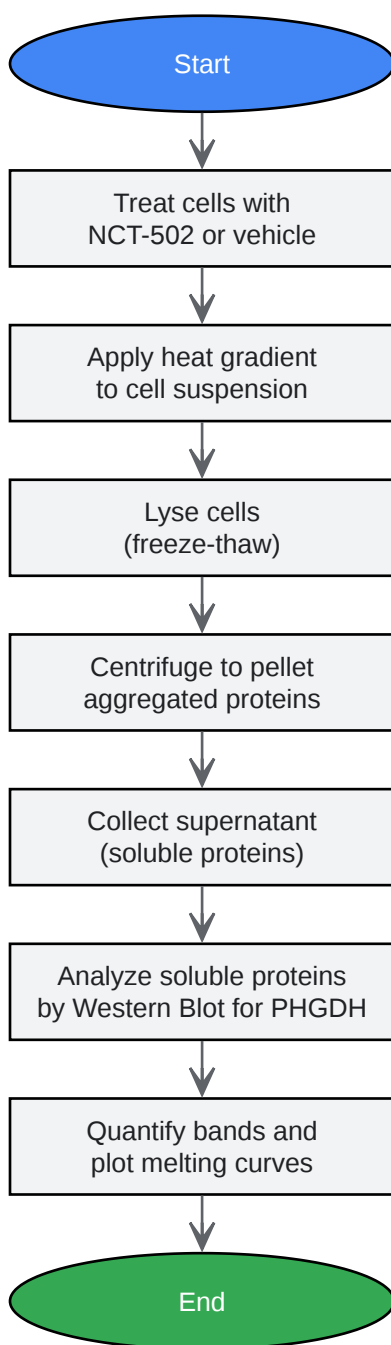 Start
Treat cells with
NCT-502 or vehicle
Apply heat gradient
to cell suspension
Lyse cells
(freeze-thaw)
Centrifuge to pellet
aggregated proteins
Collect supernatant
(soluble proteins)
Analyze soluble proteins
by Western Blot for PHGDH
Quantify bands and
plot melting curves
End